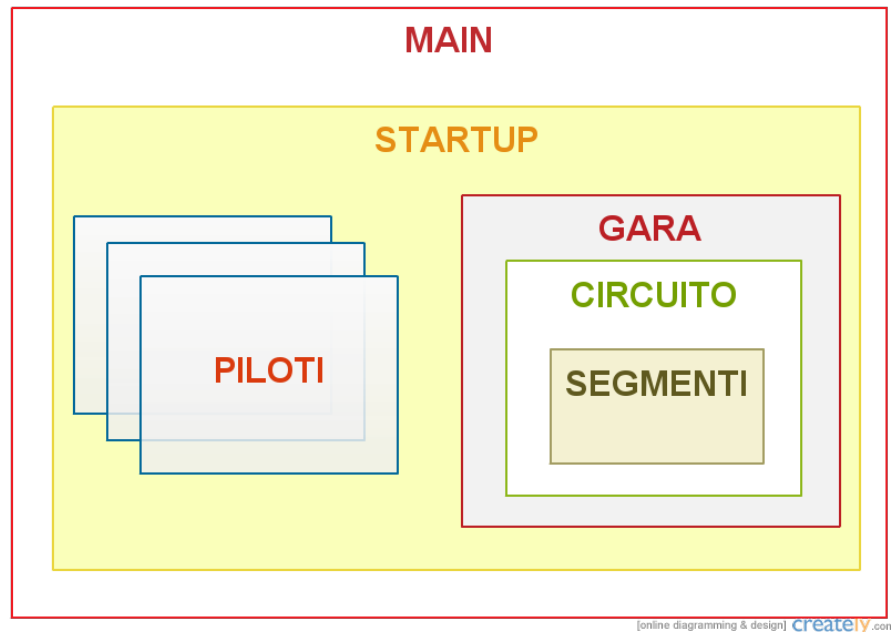 MAIN
STARTUP
GARA
CIRCUITO
PILOTI
SEGMENTI
[online diagramming & design] creately.com